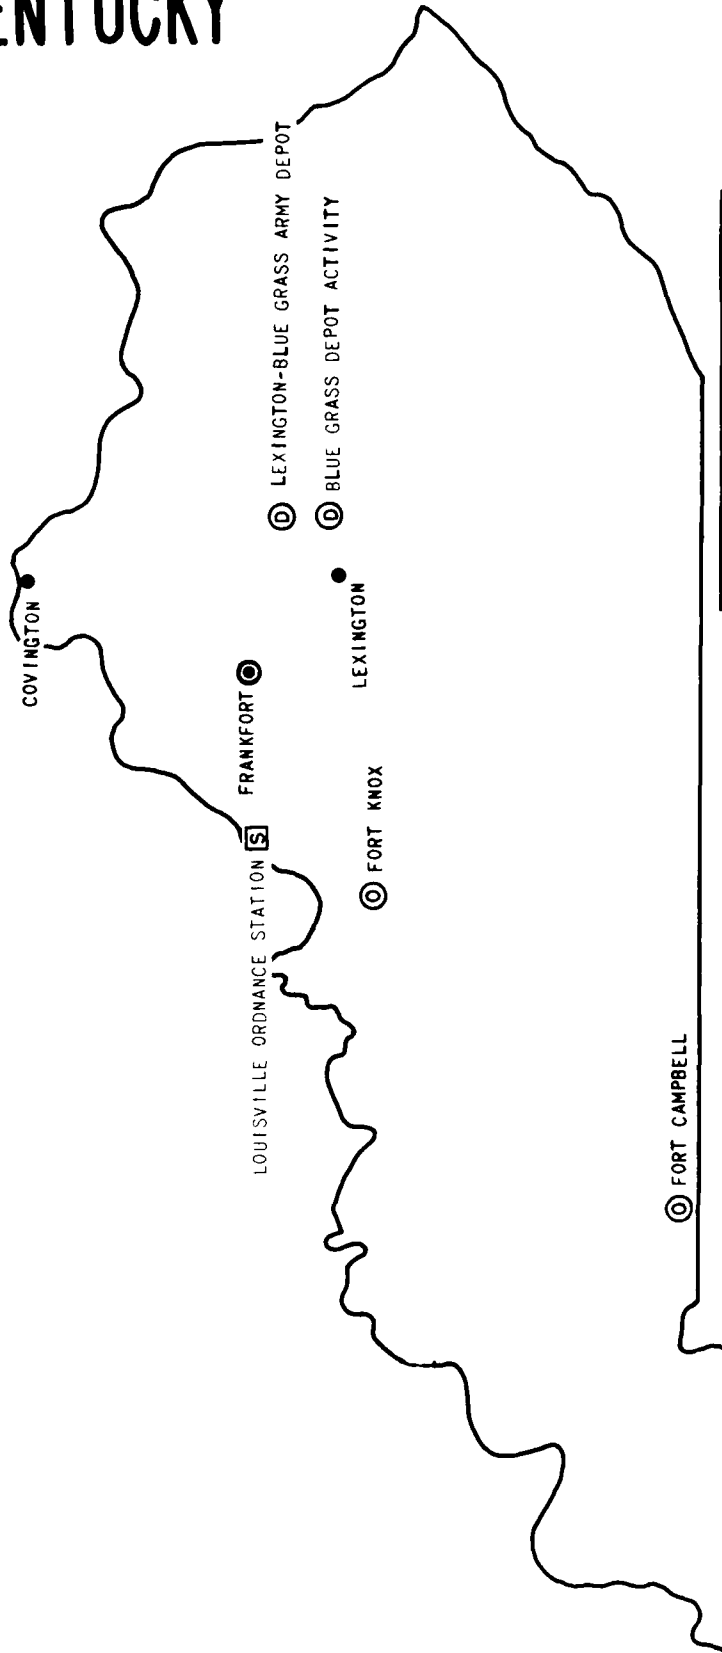 ENTUCKY
COVINGTON
D LEXINGTON-BLUE GRASS ARMY DEPOT
D BLUE GRASS DEPOT ACTIVITY
FRANKFORT
LEXINGTON
LOUISVILLE ORDNANCE STATION S
O FORT KNOX
O FORT CAMPBELL